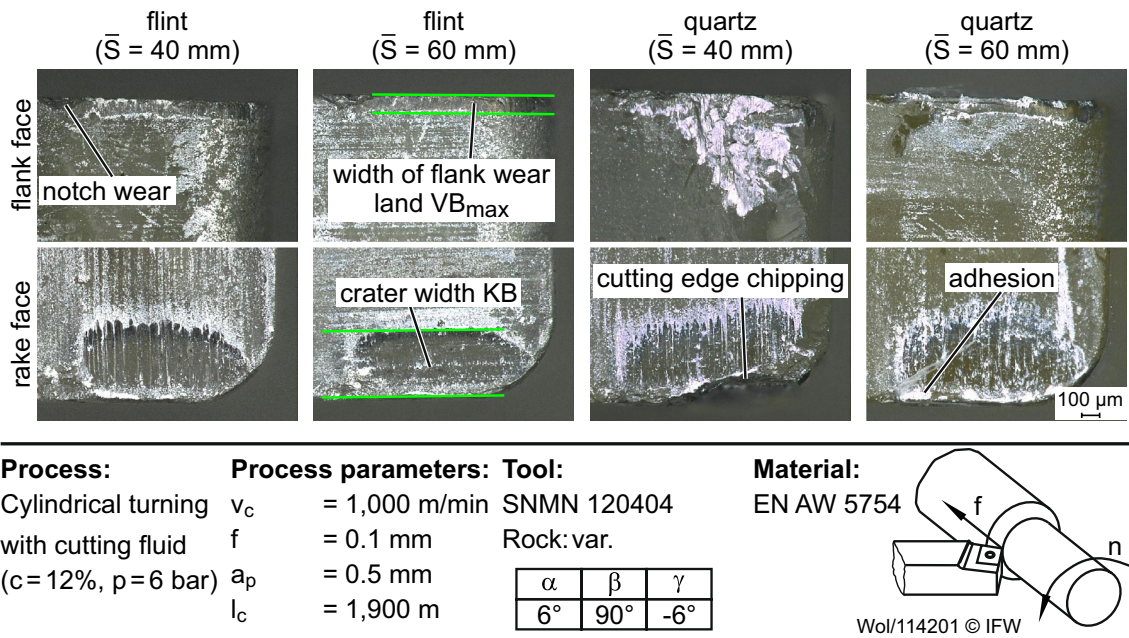 flint
(S̅ = 40 mm)
flint
(S̅ = 60 mm)
quartz
(S̅ = 40 mm)
quartz
(S̅ = 60 mm)
flank face
notch wear
width of flank wear
land VBmax
rake face
crater width KB
cutting edge chipping
adhesion
100 µm
Process:
Cylindrical turning
with cutting fluid
(c = 12%, p = 6 bar)
Process parameters:
vc = 1,000 m/min
f = 0.1 mm
ap = 0.5 mm
lc = 1,900 m
Tool:
SNMN 120404
Rock: var.
α β γ
6° 90° -6°
Material:
EN AW 5754
f
n
Wol/114201 © IFW